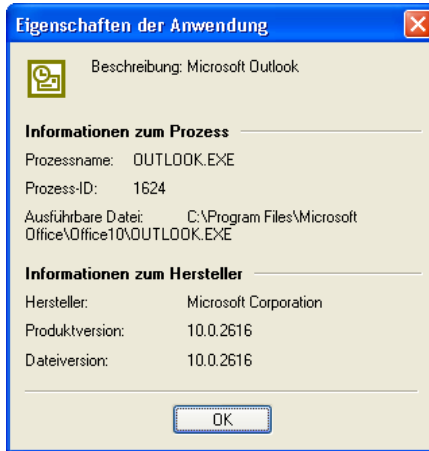 Eigenschaften der Anwendung
Beschreibung: Microsoft Outlook
Informationen zum Prozess
Prozessname: OUTLOOK.EXE
Prozess-ID: 1624
Ausführbare Datei: C:\Program Files\Microsoft
Office\Office10\OUTLOOK.EXE
Informationen zum Hersteller
Hersteller: Microsoft Corporation
Produktversion: 10.0.2616
Dateiversion: 10.0.2616
OK